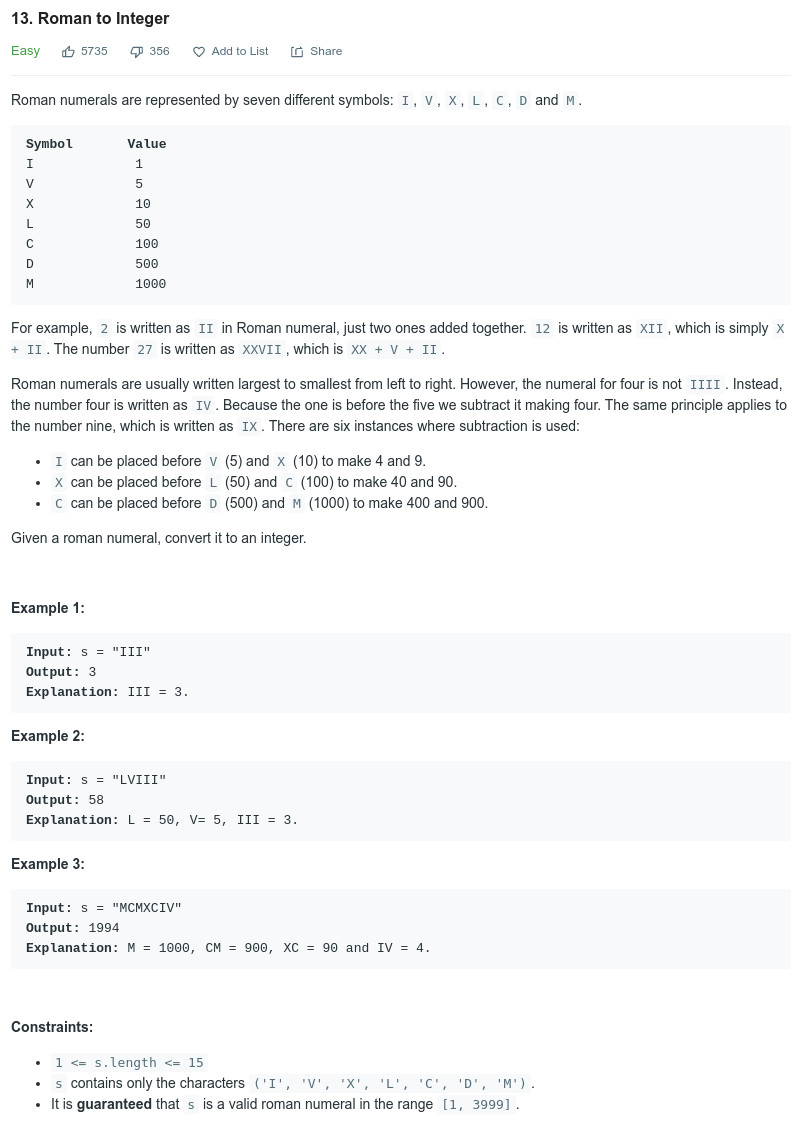 13. Roman to Integer
Easy 5735 356 Add to List Share
Roman numerals are represented by seven different symbols: I, V, X, L, C, D and M.
Symbol Value
I 1
V 5
X 10
L 50
C 100
D 500
M 1000
For example, 2 is written as II in Roman numeral, just two ones added together. 12 is written as XII, which is simply X
+ II. The number 27 is written as XXVII, which is XX + V + II.
Roman numerals are usually written largest to smallest from left to right. However, the numeral for four is not IIII. Instead,
the number four is written as IV. Because the one is before the five we subtract it making four. The same principle applies to
the number nine, which is written as IX. There are six instances where subtraction is used:
• I can be placed before V (5) and X (10) to make 4 and 9.
• X can be placed before L (50) and C (100) to make 40 and 90.
• C can be placed before D (500) and M (1000) to make 400 and 900.
Given a roman numeral, convert it to an integer.
Example 1:
Input: s = "III"
Output: 3
Explanation: III = 3.
Example 2:
Input: s = "LVIII"
Output: 58
Explanation: L = 50, V= 5, III = 3.
Example 3:
Input: s = "MCMXCIV"
Output: 1994
Explanation: M = 1000, CM = 900, XC = 90 and IV = 4.
Constraints:
• 1 <= s.length <= 15
• s contains only the characters ('I', 'V', 'X', 'L', 'C', 'D', 'M').
• It is guaranteed that s is a valid roman numeral in the range [1, 3999].